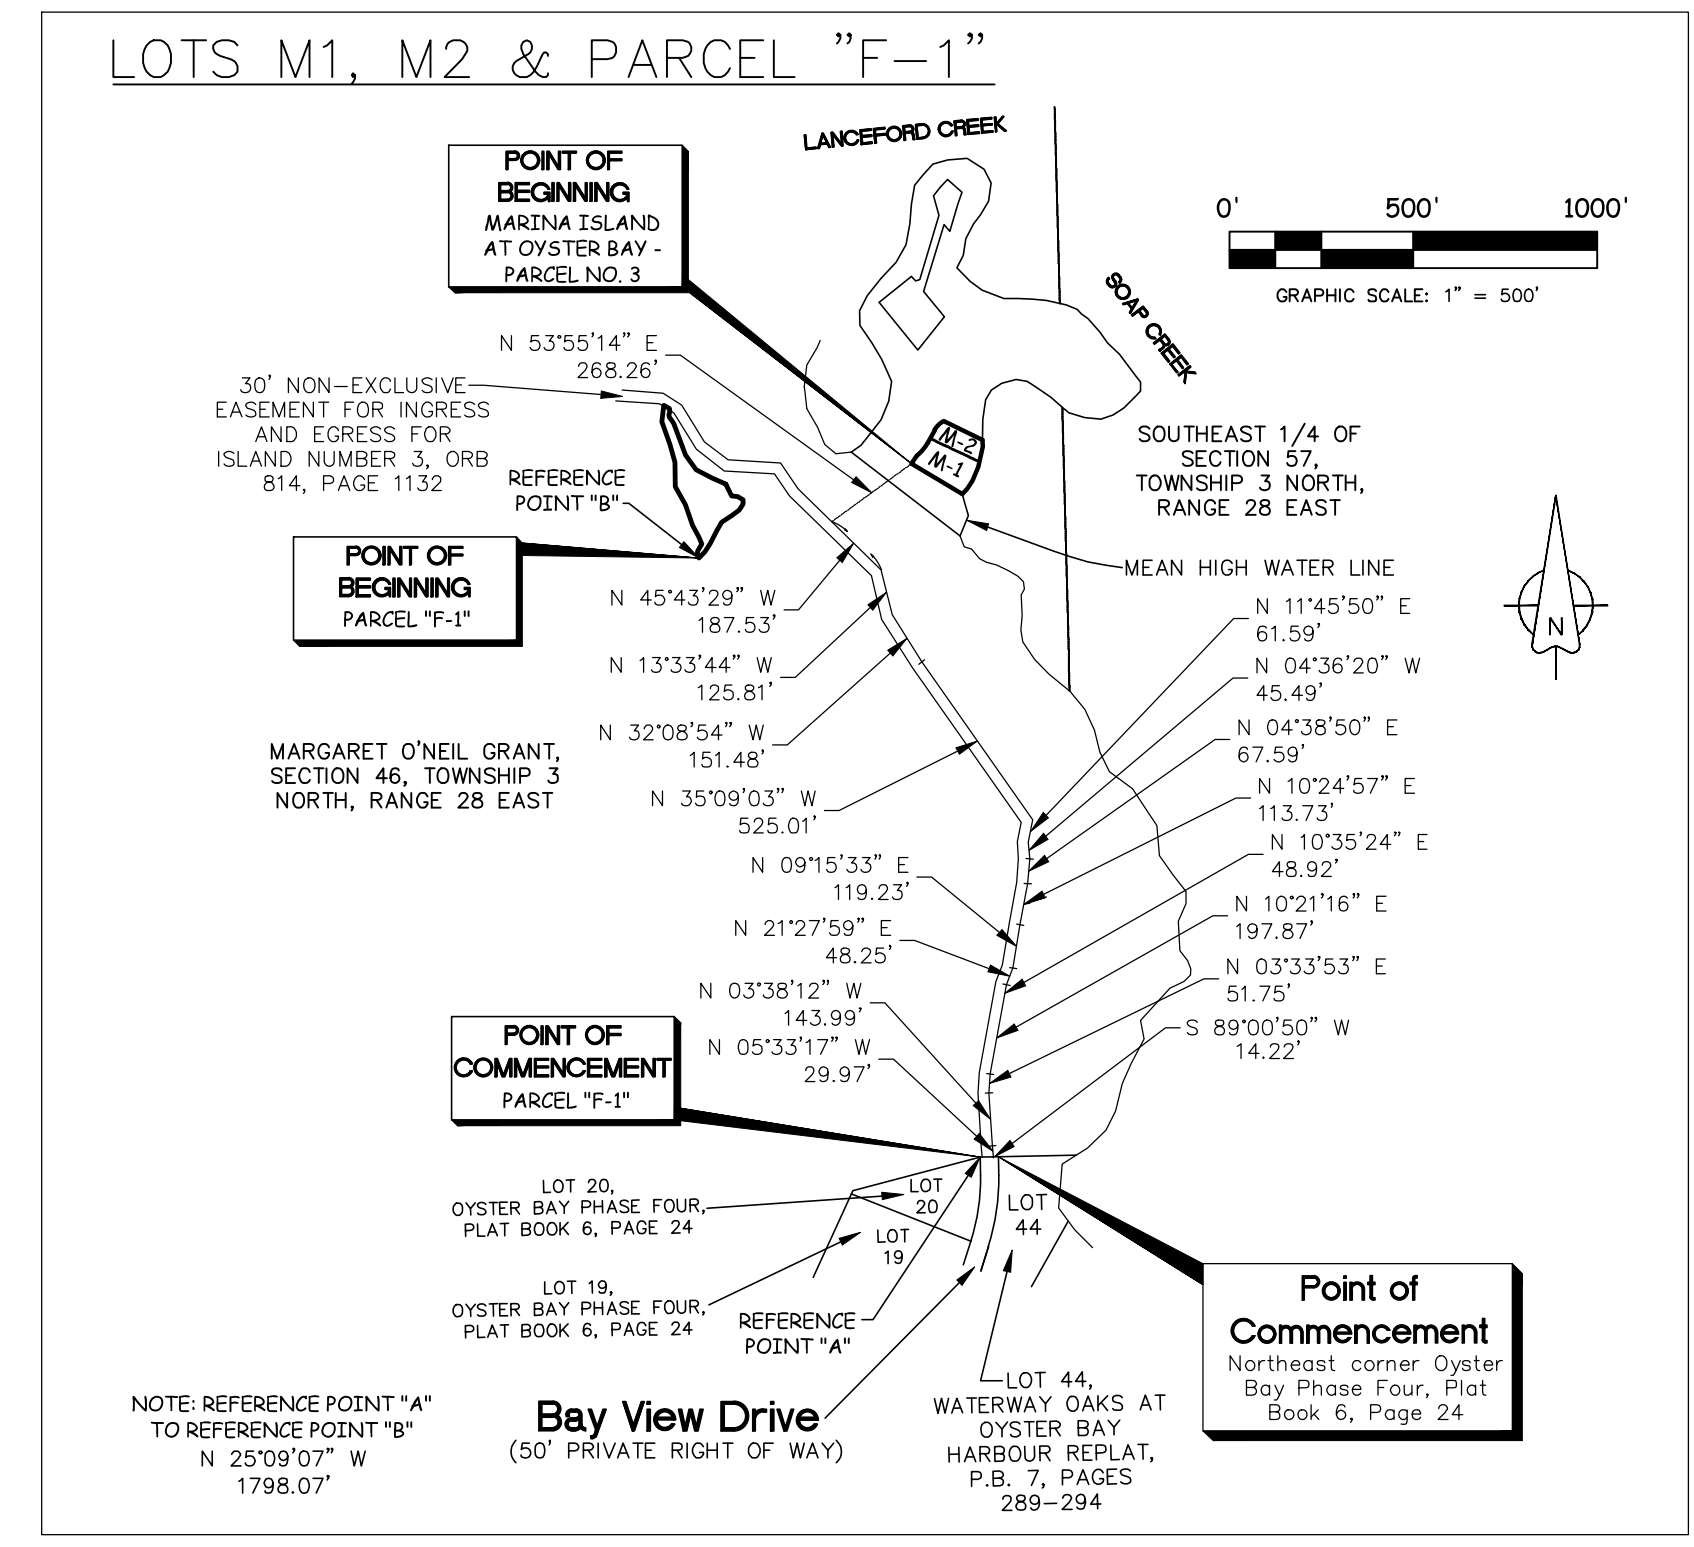 LOTS M1, M2 & PARCEL "F-1"
LANCEFORD CREEK
POINT OF
BEGINNING
MARINA ISLAND
AT OYSTER BAY -
PARCEL NO. 3
0' 500' 1000'
GRAPHIC SCALE: 1" = 500'
SOAP CREEK
N 53°55'14" E
268.26'
30' NON-EXCLUSIVE
EASEMENT FOR INGRESS
AND EGRESS FOR
ISLAND NUMBER 3, ORB
814, PAGE 1132
REFERENCE
POINT "B"
M-2
M-1
SOUTHEAST 1/4 OF
SECTION 57,
TOWNSHIP 3 NORTH,
RANGE 28 EAST
MEAN HIGH WATER LINE
N
POINT OF
BEGINNING
PARCEL "F-1"
N 45°43'29" W
187.53'
N 13°33'44" W
125.81'
N 32°08'54" W
151.48'
N 35°09'03" W
525.01'
N 09°15'33" E
119.23'
N 21°27'59" E
48.25'
N 03°38'12" W
143.99'
N 05°33'17" W
29.97'
N 11°45'50" E
61.59'
N 04°36'20" W
45.49'
N 04°38'50" E
67.59'
N 10°24'57" E
113.73'
N 10°35'24" E
48.92'
N 10°21'16" E
197.87'
N 03°33'53" E
51.75'
S 89°00'50" W
14.22'
MARGARET O'NEIL GRANT,
SECTION 46, TOWNSHIP 3
NORTH, RANGE 28 EAST
POINT OF
COMMENCEMENT
PARCEL "F-1"
LOT 20,
OYSTER BAY PHASE FOUR,
PLAT BOOK 6, PAGE 24
LOT
20
LOT
19
LOT
44
LOT 19,
OYSTER BAY PHASE FOUR,
PLAT BOOK 6, PAGE 24
REFERENCE
POINT "A"
Point of
Commencement
Northeast corner Oyster
Bay Phase Four, Plat
Book 6, Page 24
NOTE: REFERENCE POINT "A"
TO REFERENCE POINT "B"
N 25°09'07" W
1798.07'
Bay View Drive
(50' PRIVATE RIGHT OF WAY)
LOT 44,
WATERWAY OAKS AT
OYSTER BAY
HARBOUR REPLAT,
P.B. 7, PAGES
289-294